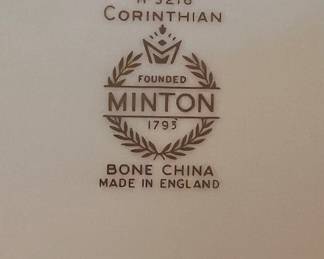 CORINTHIAN
FOUNDED
MINTON
1793
BONE CHINA
MADE IN ENGLAND